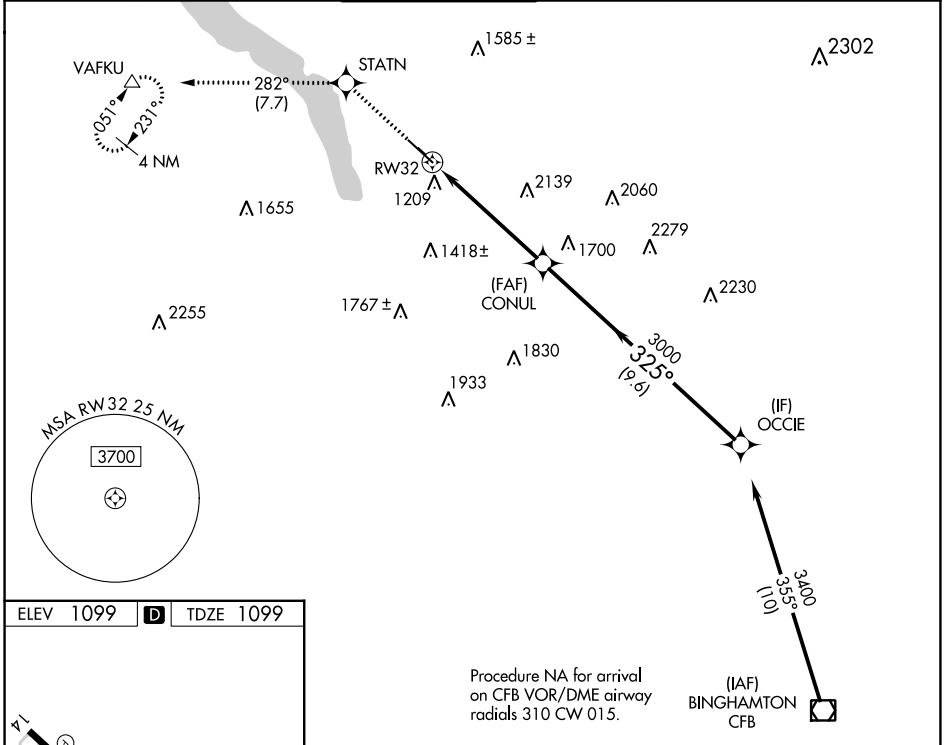 1585 ±
2302
VAFKU
STATN
282°
(7.7)
051°
231°
4 NM
RW32
1209
2139
2060
1655
1418±
1700
2279
(FAF)
CONUL
2230
2255
1767 ±
1830
3000
325°
(9.6)
1933
(IF)
OCCIE
MSA RW32 25 NM
3700
3400
355°
(10)
ELEV 1099 D TDZE 1099
Procedure NA for arrival
on CFB VOR/DME airway
radials 310 CW 015.
(IAF)
BINGHAMTON
CFB
14